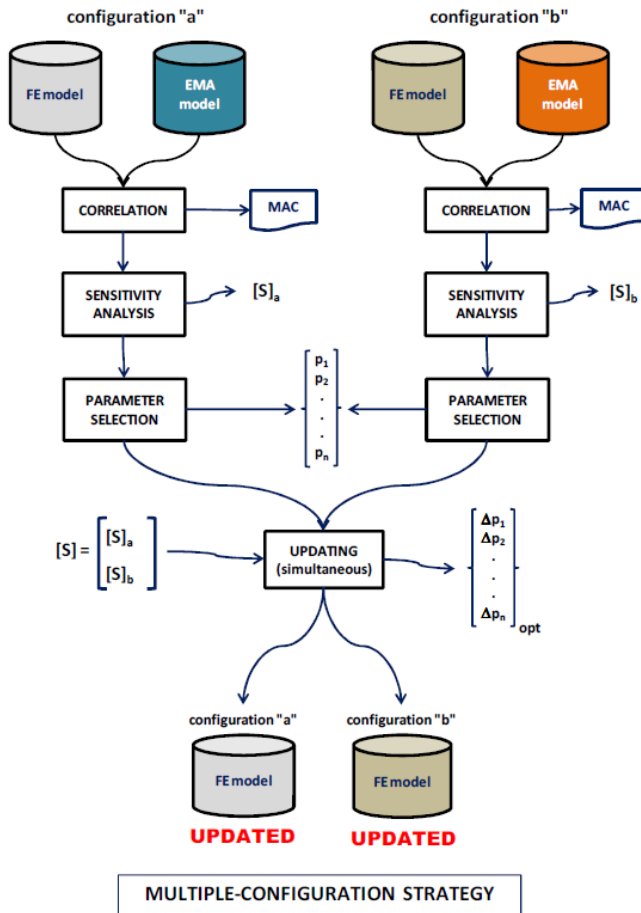 configuration "a"
configuration "b"
FE model
EMA
model
FE model
EMA
model
CORRELATION
MAC
CORRELATION
MAC
SENSITIVITY
ANALYSIS
[S]a
SENSITIVITY
ANALYSIS
[S]b
PARAMETER
SELECTION
p1
p2
.
.
.
pn
PARAMETER
SELECTION
[S] =
[S]a
[S]b
UPDATING
(simultaneous)
Δp1
Δp2
.
.
.
Δpn
opt
configuration "a"
configuration "b"
FE model
FE model
UPDATED
UPDATED
MULTIPLE-CONFIGURATION STRATEGY